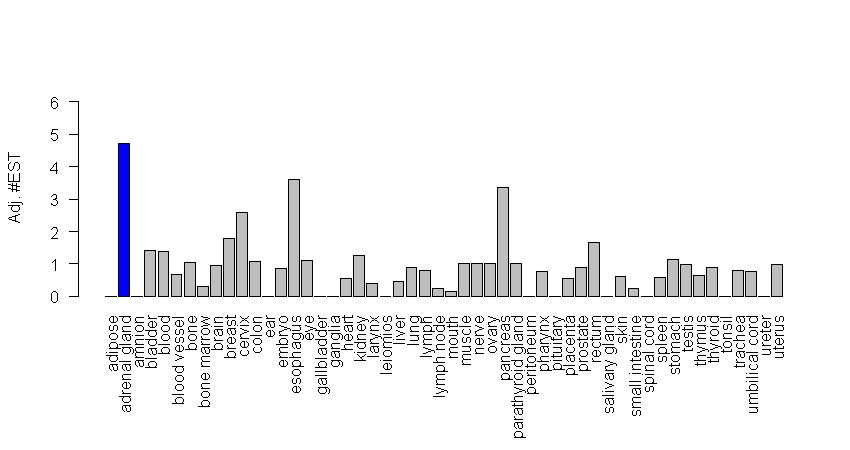 Adj. #EST
6
5
4
3
2
1
0
adipose
adrenal gland
amnion
bladder
blood
blood vessel
bone
bone marrow
brain
breast
cervix
colon
ear
embryo
esophagus
eye
gallbladder
ganglia
heart
kidney
larynx
leiomios
liver
lung
lymph
lymph node
mouth
muscle
nerve
ovary
pancreas
parathyroid gland
peritoneum
pharynx
pituitary
placenta
prostate
rectum
salivary gland
skin
small intestine
spinal cord
spleen
stomach
testis
thymus
thyroid
tonsil
trachea
umbilical cord
ureter
uterus